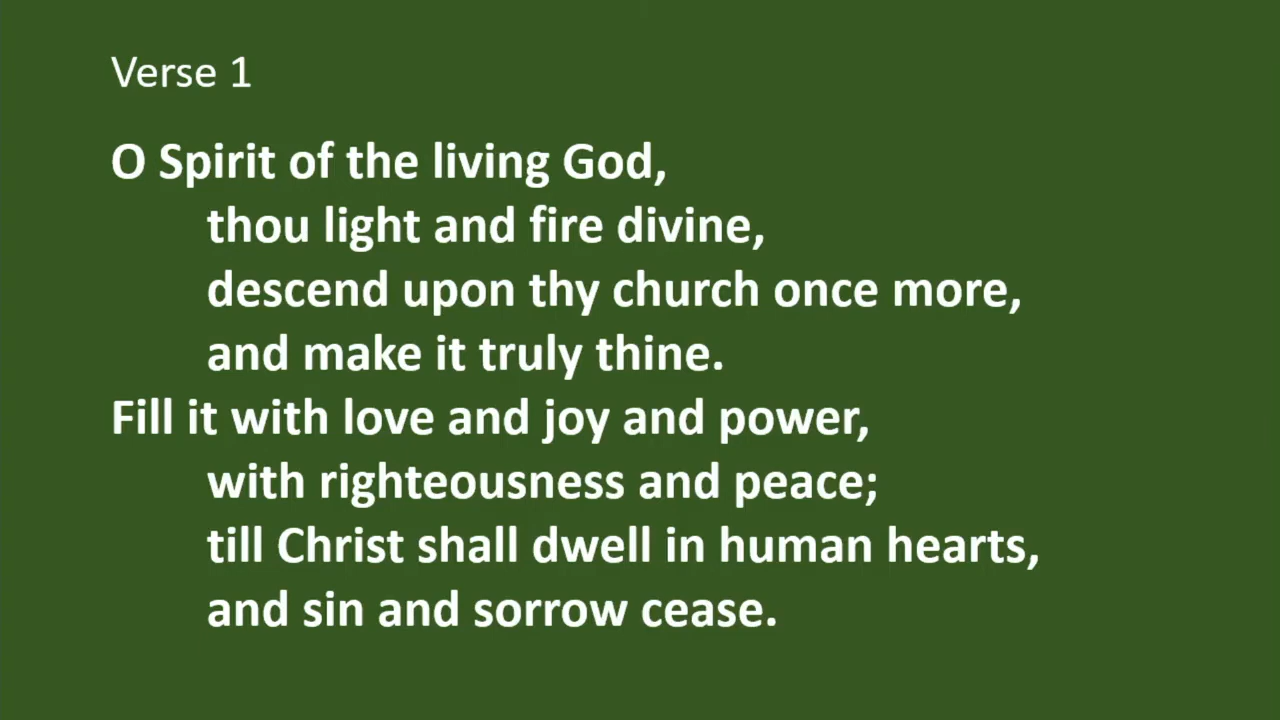 Verse 1
O Spirit of the living God,
thou light and fire divine,
descend upon thy church once more,
and make it truly thine.
Fill it with love and joy and power,
with righteousness and peace;
till Christ shall dwell in human hearts,
and sin and sorrow cease.